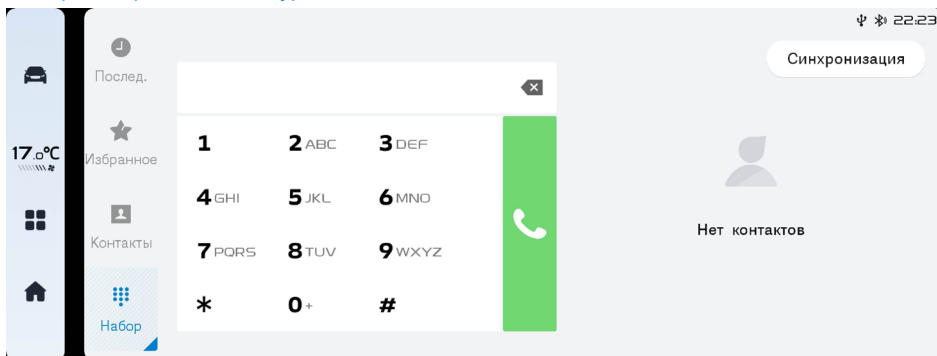 22:23
Синхронизация
Послед.
Избранное
Контакты
Набор
17.0°C
1
2 ABC
3 DEF
4 GHI
5 JKL
6 MNO
7 PQRS
8 TUV
9 WXYZ
*
0 +
#
Нет контактов